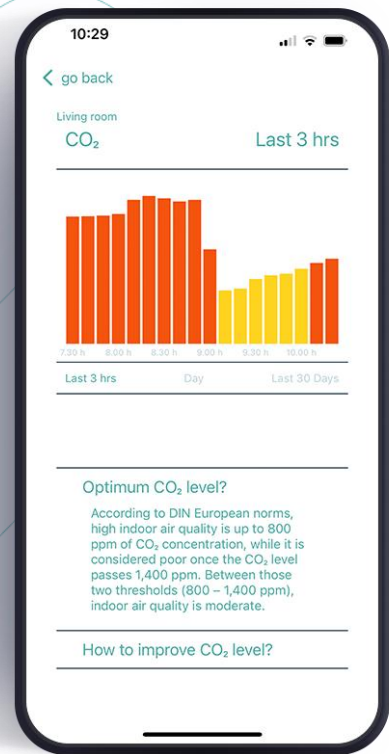 10:29
go back
Living room
CO₂
Last 3 hrs
7.30 h 8.00 h 8.30 h 9.00 h 9.30 h 10.00 h
Last 3 hrs Day Last 30 Days
Optimum CO₂ level?
According to DIN European norms,
high indoor air quality is up to 800
ppm of CO₂ concentration, while it is
considered poor once the CO₂ level
passes 1,400 ppm. Between those
two thresholds (800 – 1,400 ppm),
indoor air quality is moderate.
How to improve CO₂ level?